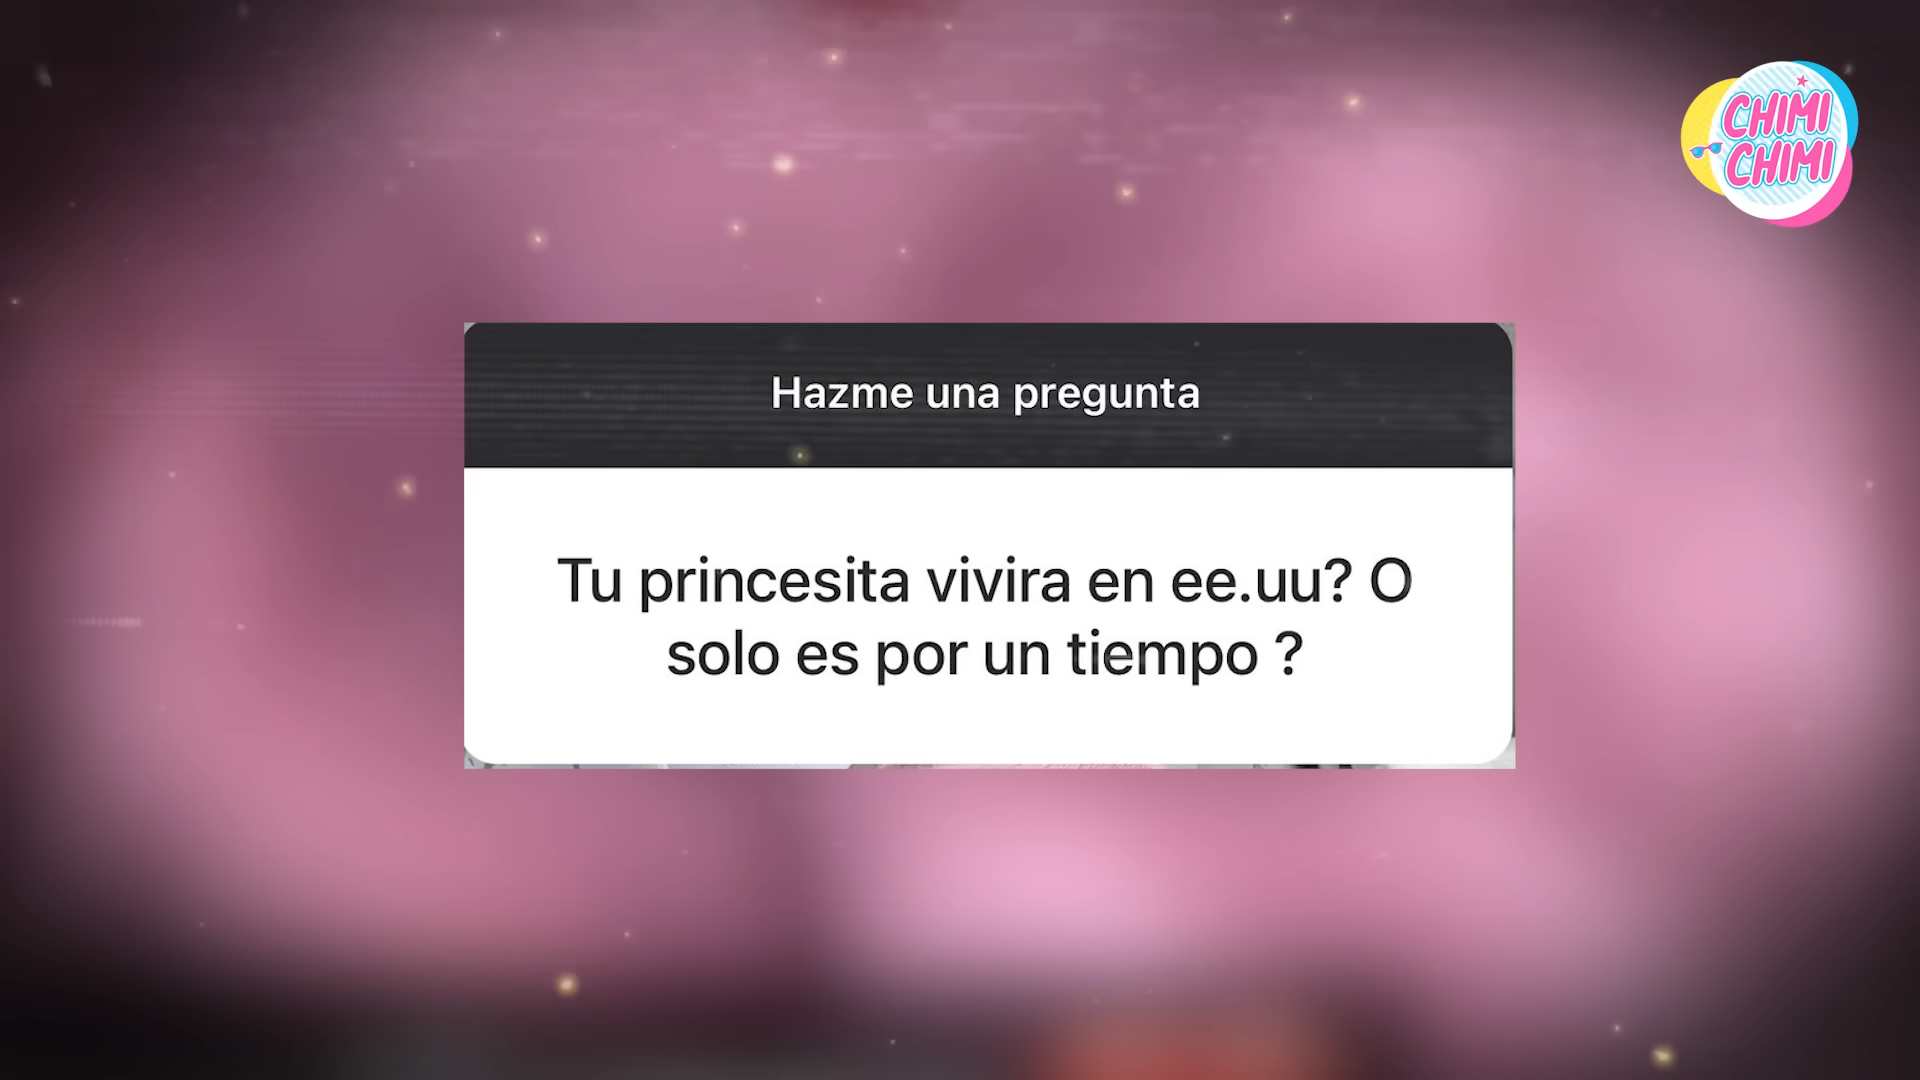 CHIMI
CHIMI
Hazme una pregunta
Tu princesita vivira en ee.uu? O
solo es por un tiempo ?